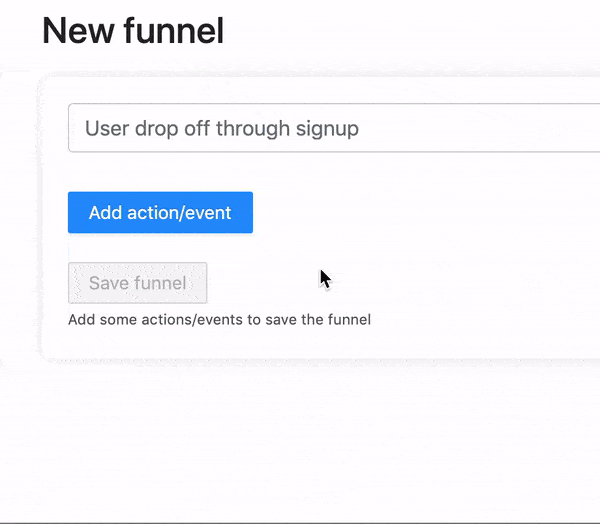 New funnel
User drop off through signup
Add action/event
Save funnel
Add some actions/events to save the funnel